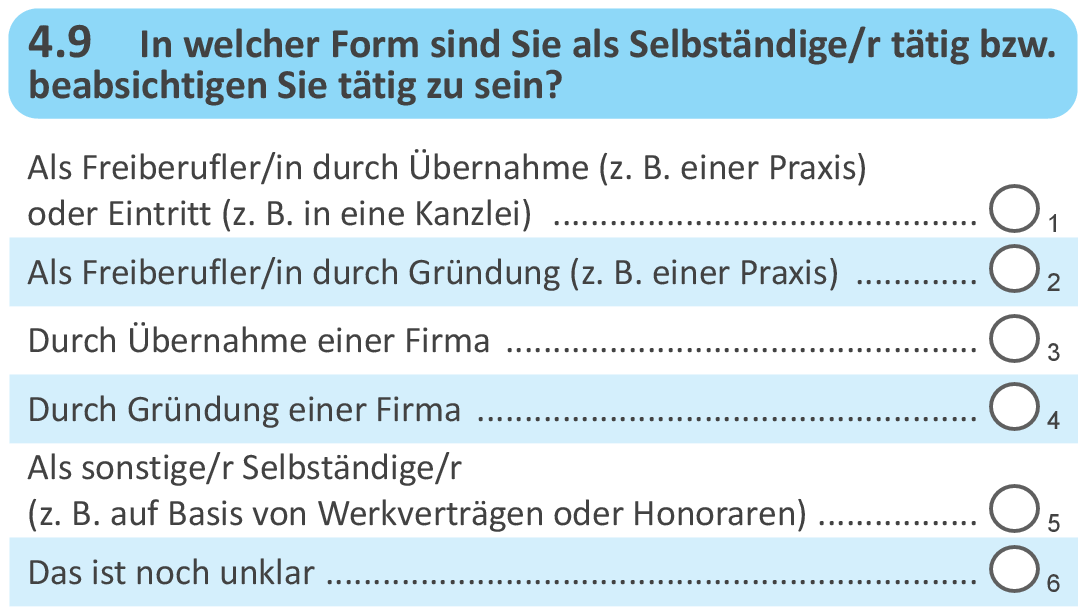 4.9 In welcher Form sind Sie als Selbständige/r tätig bzw.
beabsichtigen Sie tätig zu sein?
Als Freiberufler/in durch Übernahme (z. B. einer Praxis)
oder Eintritt (z. B. in eine Kanzlei) .................................................. 1
Als Freiberufler/in durch Gründung (z. B. einer Praxis) ............. 2
Durch Übernahme einer Firma .................................................. 3
Durch Gründung einer Firma ..................................................... 4
Als sonstige/r Selbständige/r
(z. B. auf Basis von Werkverträgen oder Honoraren) ................. 5
Das ist noch unklar ...................................................................... 6